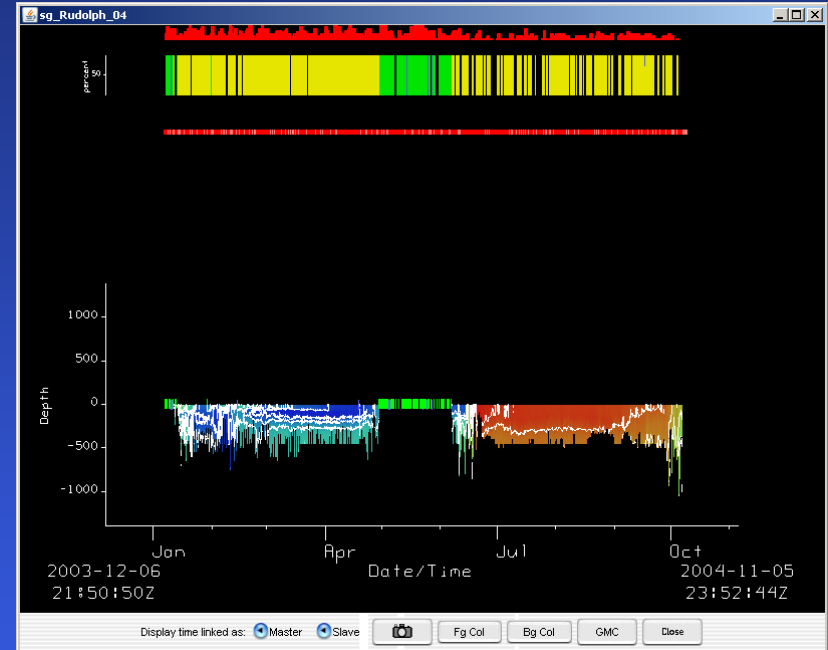 sg_Rudolph_04
percent
50
1000
500
0
-500
-1000
Depth
Jan Apr Jul Oct
2003-12-06 Date/Time 2004-11-05
21:50:50Z 23:52:44Z
Display time linked as: Master Slave Fg Col Bg Col GMC Close